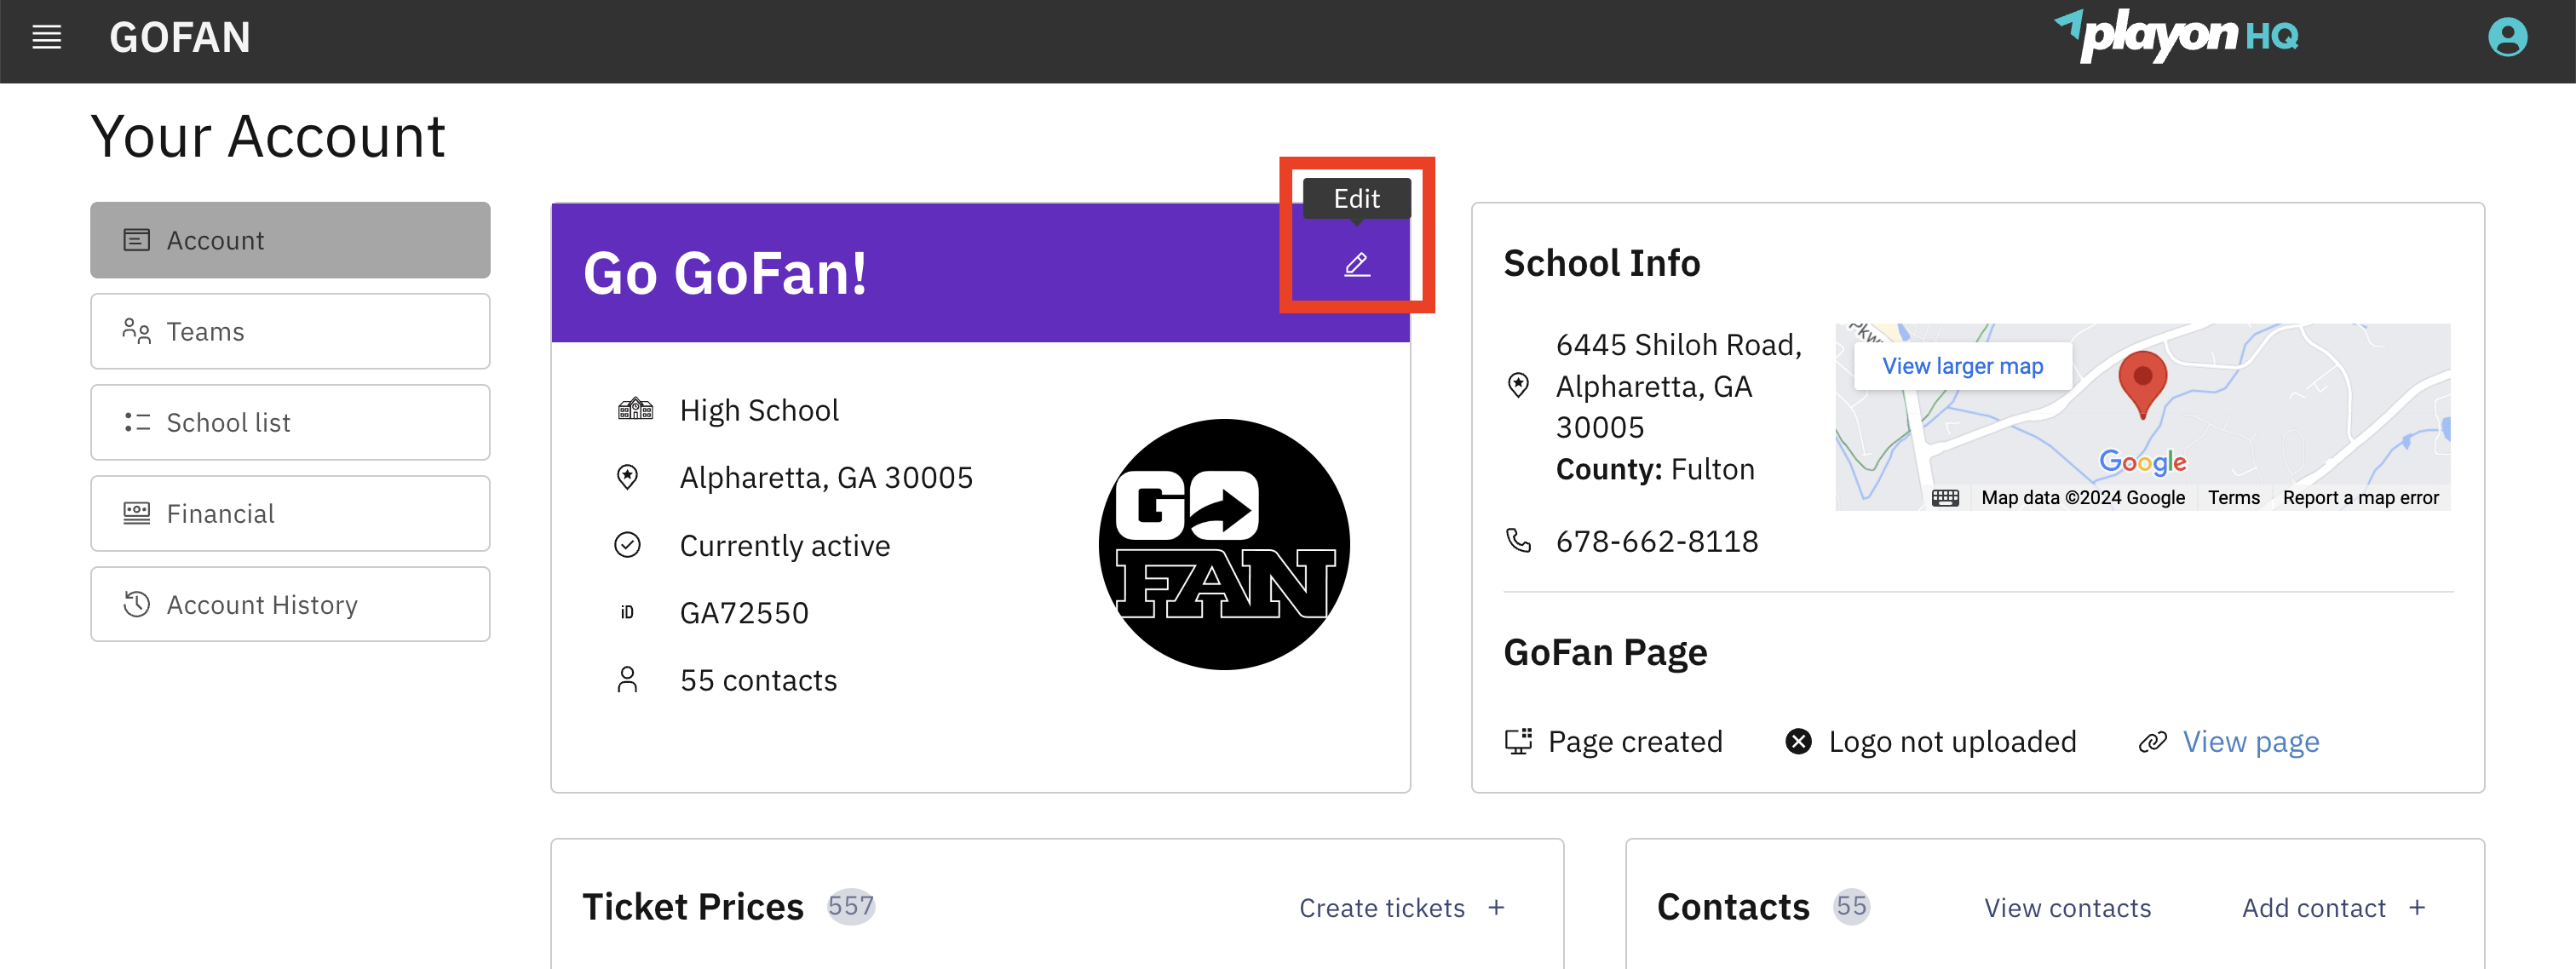 GOFAN
playon HQ
Your Account
Account
Teams
School list
Financial
Account History
Edit
Go GoFan!
High School
Alpharetta, GA 30005
Currently active
iD GA72550
55 contacts
GO
FAN
School Info
6445 Shiloh Road,
Alpharetta, GA
30005
County: Fulton
678-662-8118
View larger map
Google
Map data ©2024 Google Terms Report a map error
GoFan Page
Page created Logo not uploaded View page
Ticket Prices 557 Create tickets +
Contacts 55 View contacts Add contact +